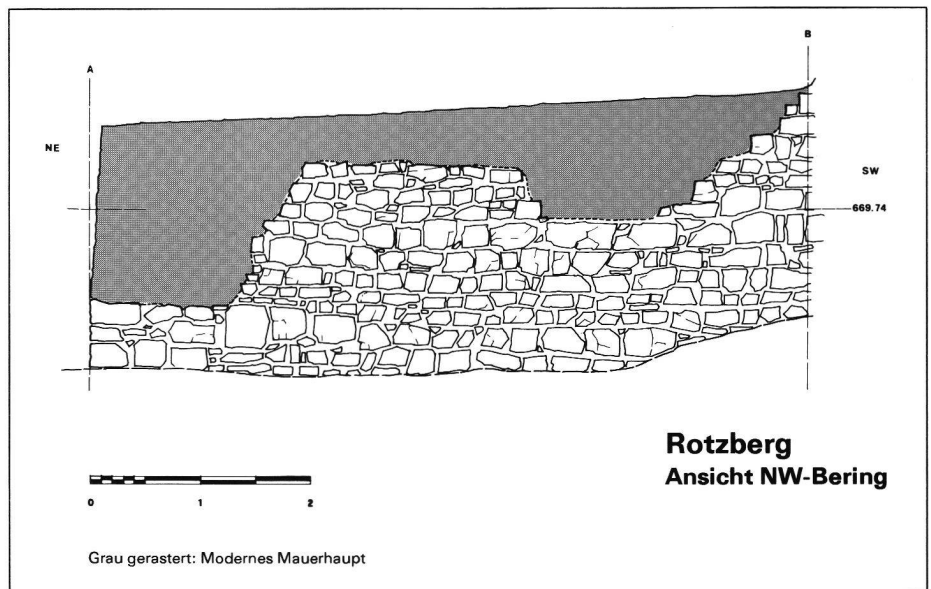 B
A
NE
SW
669.74
Rotzberg
Ansicht NW-Bering
0 1 2
Grau gerastert: Modernes Mauerhaupt